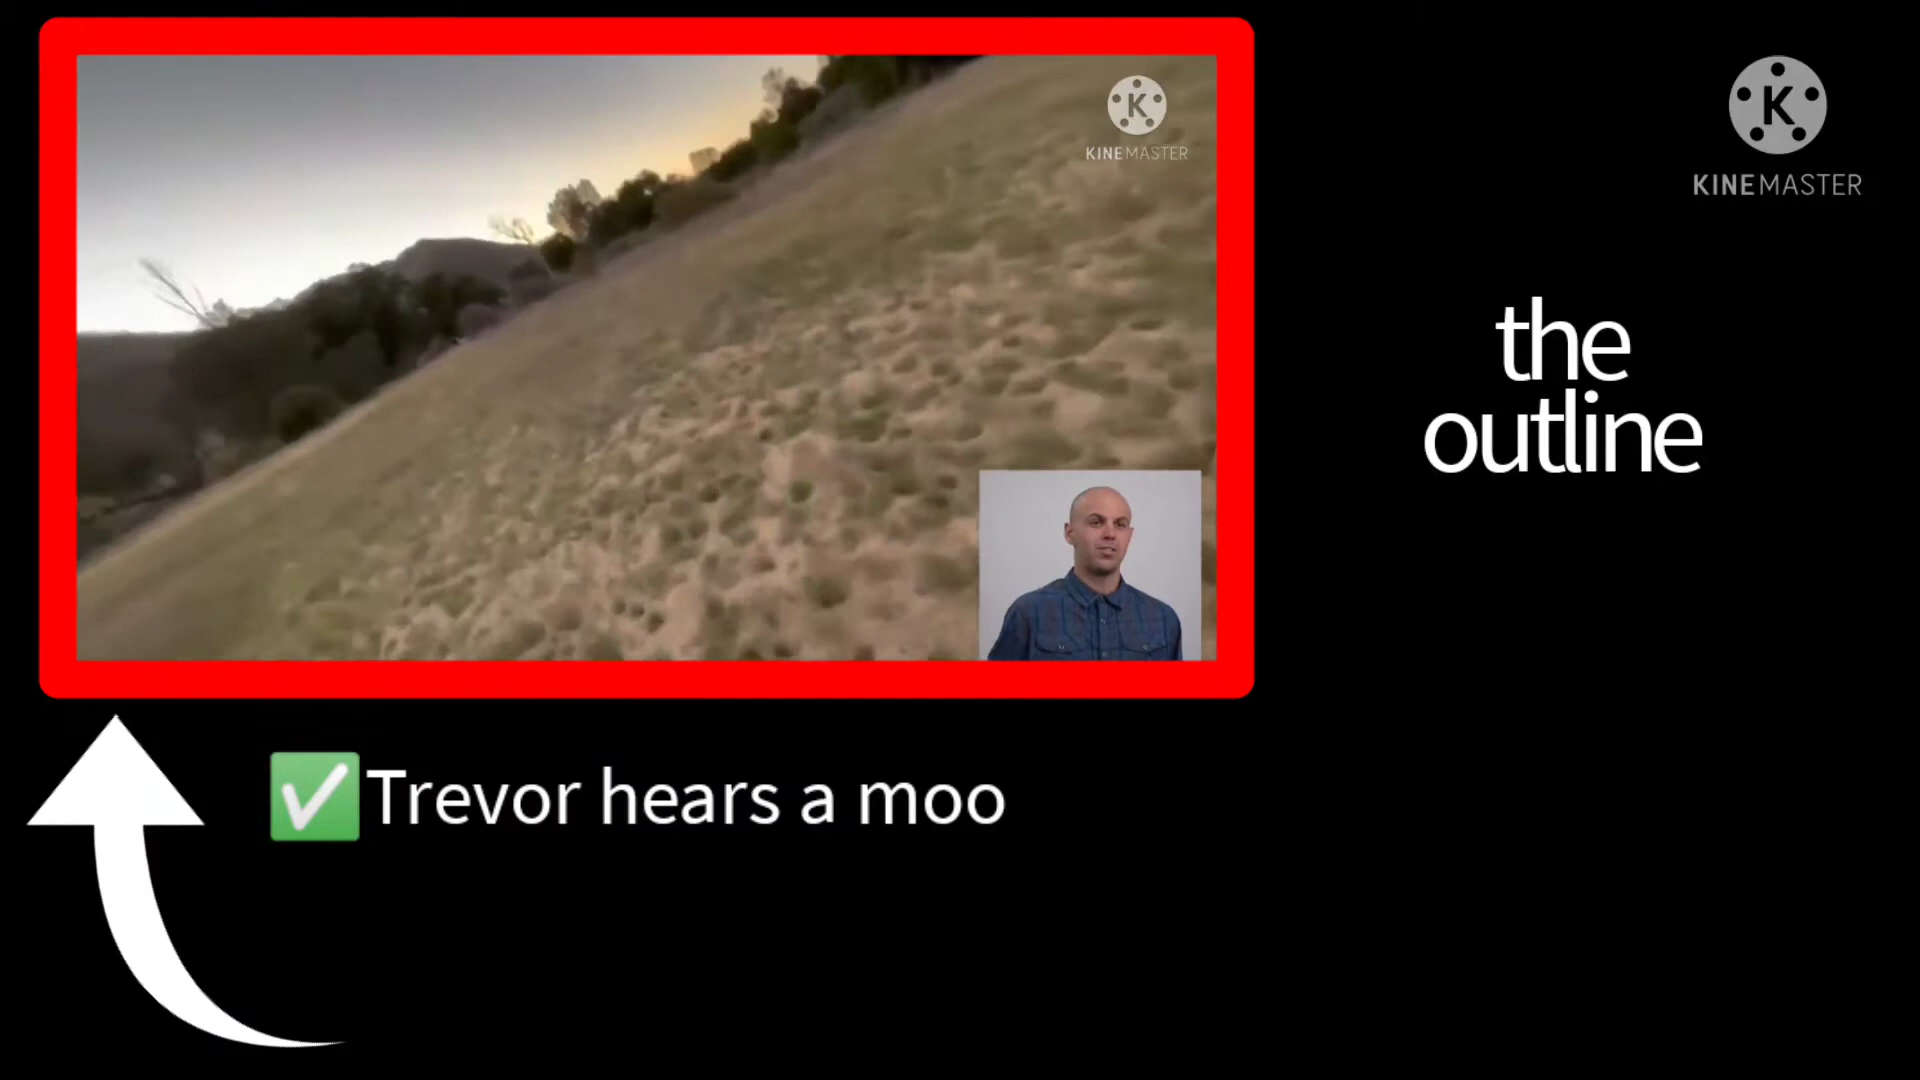 K
KINEMASTER
K
KINEMASTER
the
outline
✅Trevor hears a moo